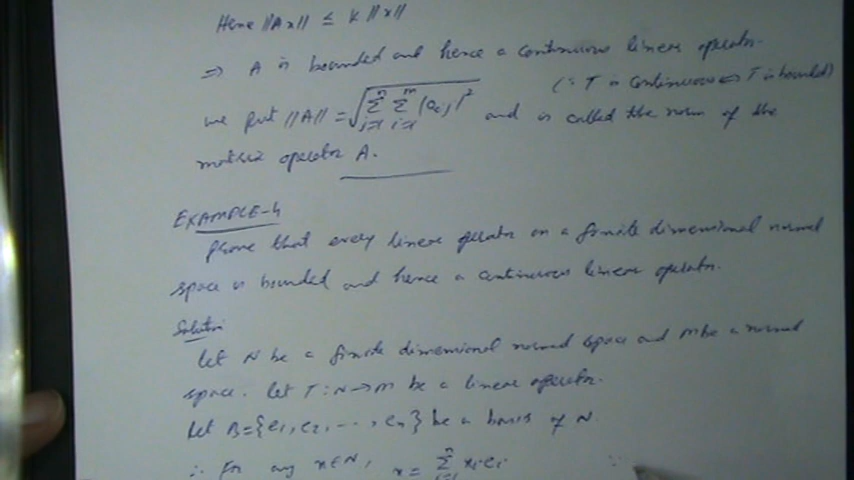 Hence ||Ax|| ≤ K ||x||
⇒ A is bounded and hence a continuous linear operator.
(∵ T is continuous ⇔ T is bounded)
we put ||A|| = √(∑_{j=1}^{n} ∑_{i=1}^{m} |a_{ij}|²) and is called the norm of the
matrix operator A.
EXAMPLE-4
Prove that every linear operator on a finite dimensional normed
space is bounded and hence a continuous linear operator.
Solution
Let N be a finite dimensional normed space and M be a normed
space. Let T : N → M be a linear operator.
Let B = {e₁, e₂, ..., eₙ} be a basis of N.
∴ For any x ∈ N, x = ∑_{i=1}^{n} xᵢ eᵢ